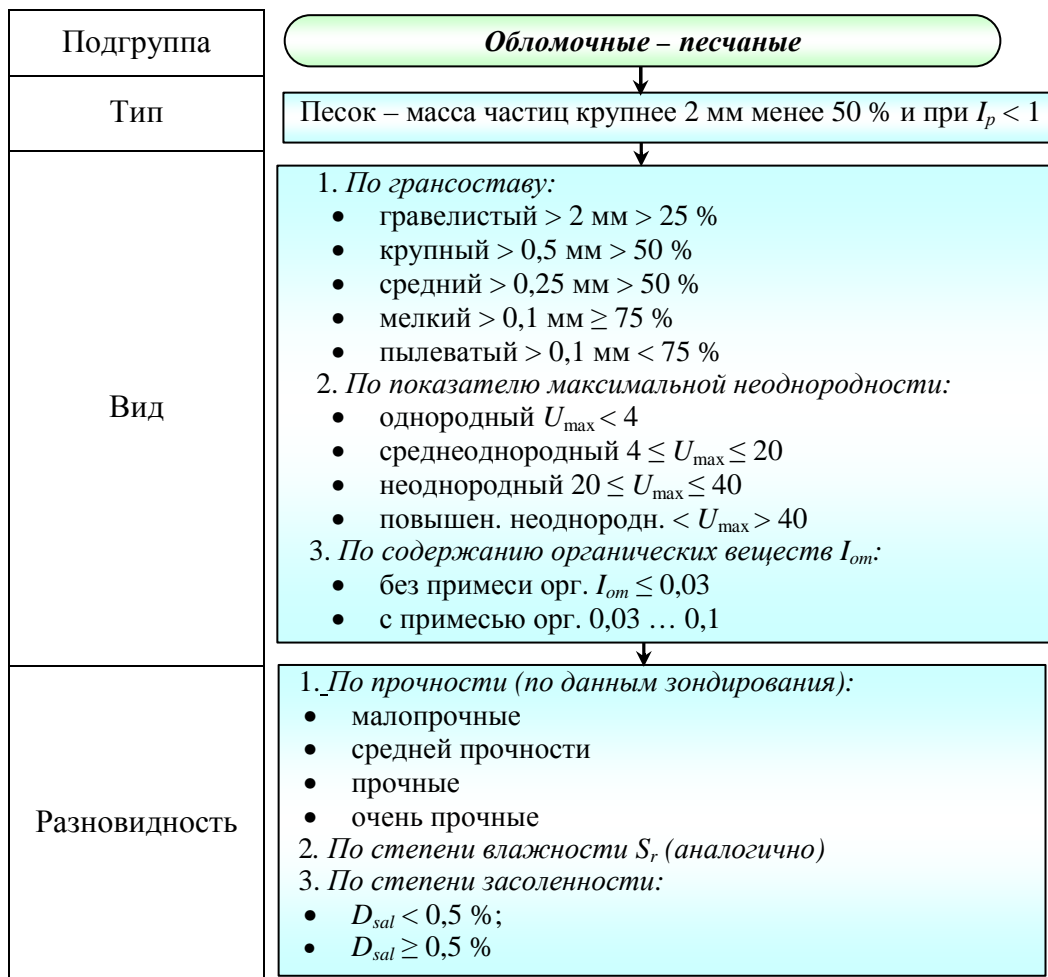 Подгруппа
Обломочные – песчаные
Тип
Песок – масса частиц крупнее 2 мм менее 50 % и при Ip < 1
Вид
1. По грансоставу:
• гравелистый > 2 мм > 25 %
• крупный > 0,5 мм > 50 %
• средний > 0,25 мм > 50 %
• мелкий > 0,1 мм ≥ 75 %
• пылеватый > 0,1 мм < 75 %
2. По показателю максимальной неоднородности:
• однородный Umax < 4
• среднеоднородный 4 ≤ Umax ≤ 20
• неоднородный 20 ≤ Umax ≤ 40
• повышен. неоднородн. < Umax > 40
3. По содержанию органических веществ Iom:
• без примеси орг. Iom ≤ 0,03
• с примесью орг. 0,03 … 0,1
Разновидность
1. По прочности (по данным зондирования):
• малопрочные
• средней прочности
• прочные
• очень прочные
2. По степени влажности Sr (аналогично)
3. По степени засоленности:
• Dsal < 0,5 %;
• Dsal ≥ 0,5 %